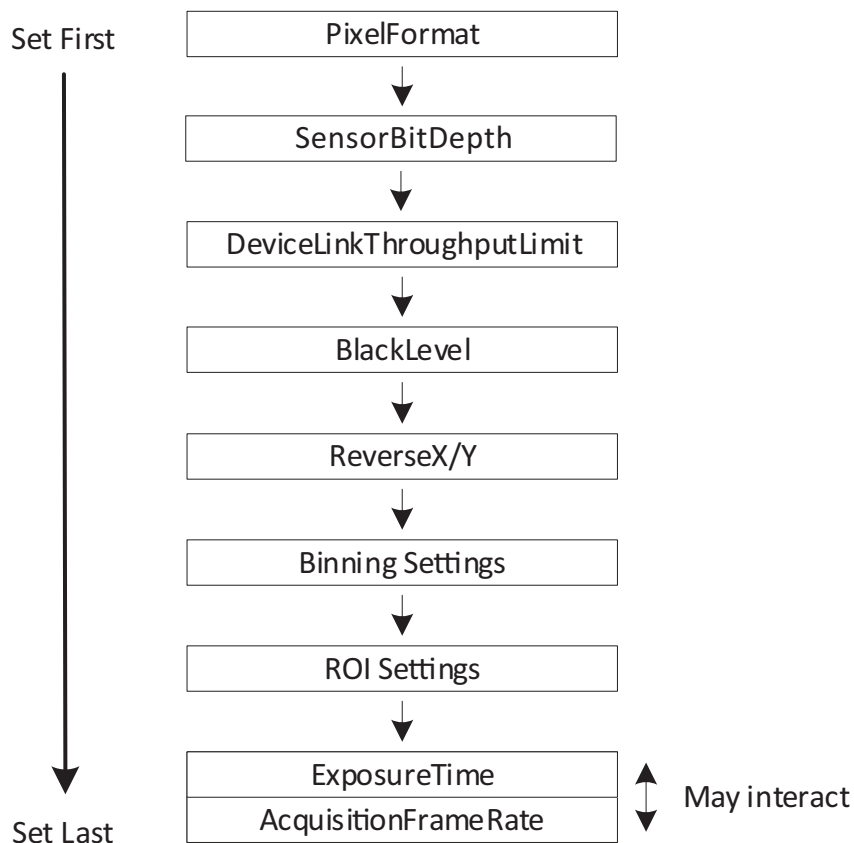 Set First
PixelFormat
SensorBitDepth
DeviceLinkThroughputLimit
BlackLevel
ReverseX/Y
Binning Settings
ROI Settings
ExposureTime
May interact
AcquisitionFrameRate
Set Last